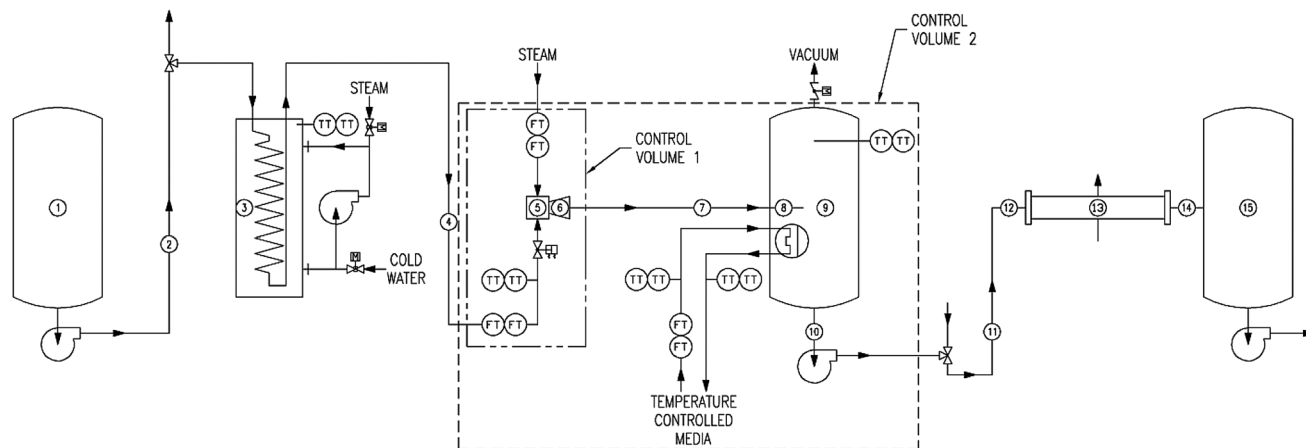 CONTROL
VOLUME 2
STEAM
VACUUM
STEAM
TT TT
M
FT
FT
CONTROL
VOLUME 1
TT TT
1
2
3
4
5 6
7
8
9
12
13
14
15
M
COLD
WATER
TT TT
TT TT
TT TT
FT FT
FT
FT
10
11
TEMPERATURE
CONTROLLED
MEDIA